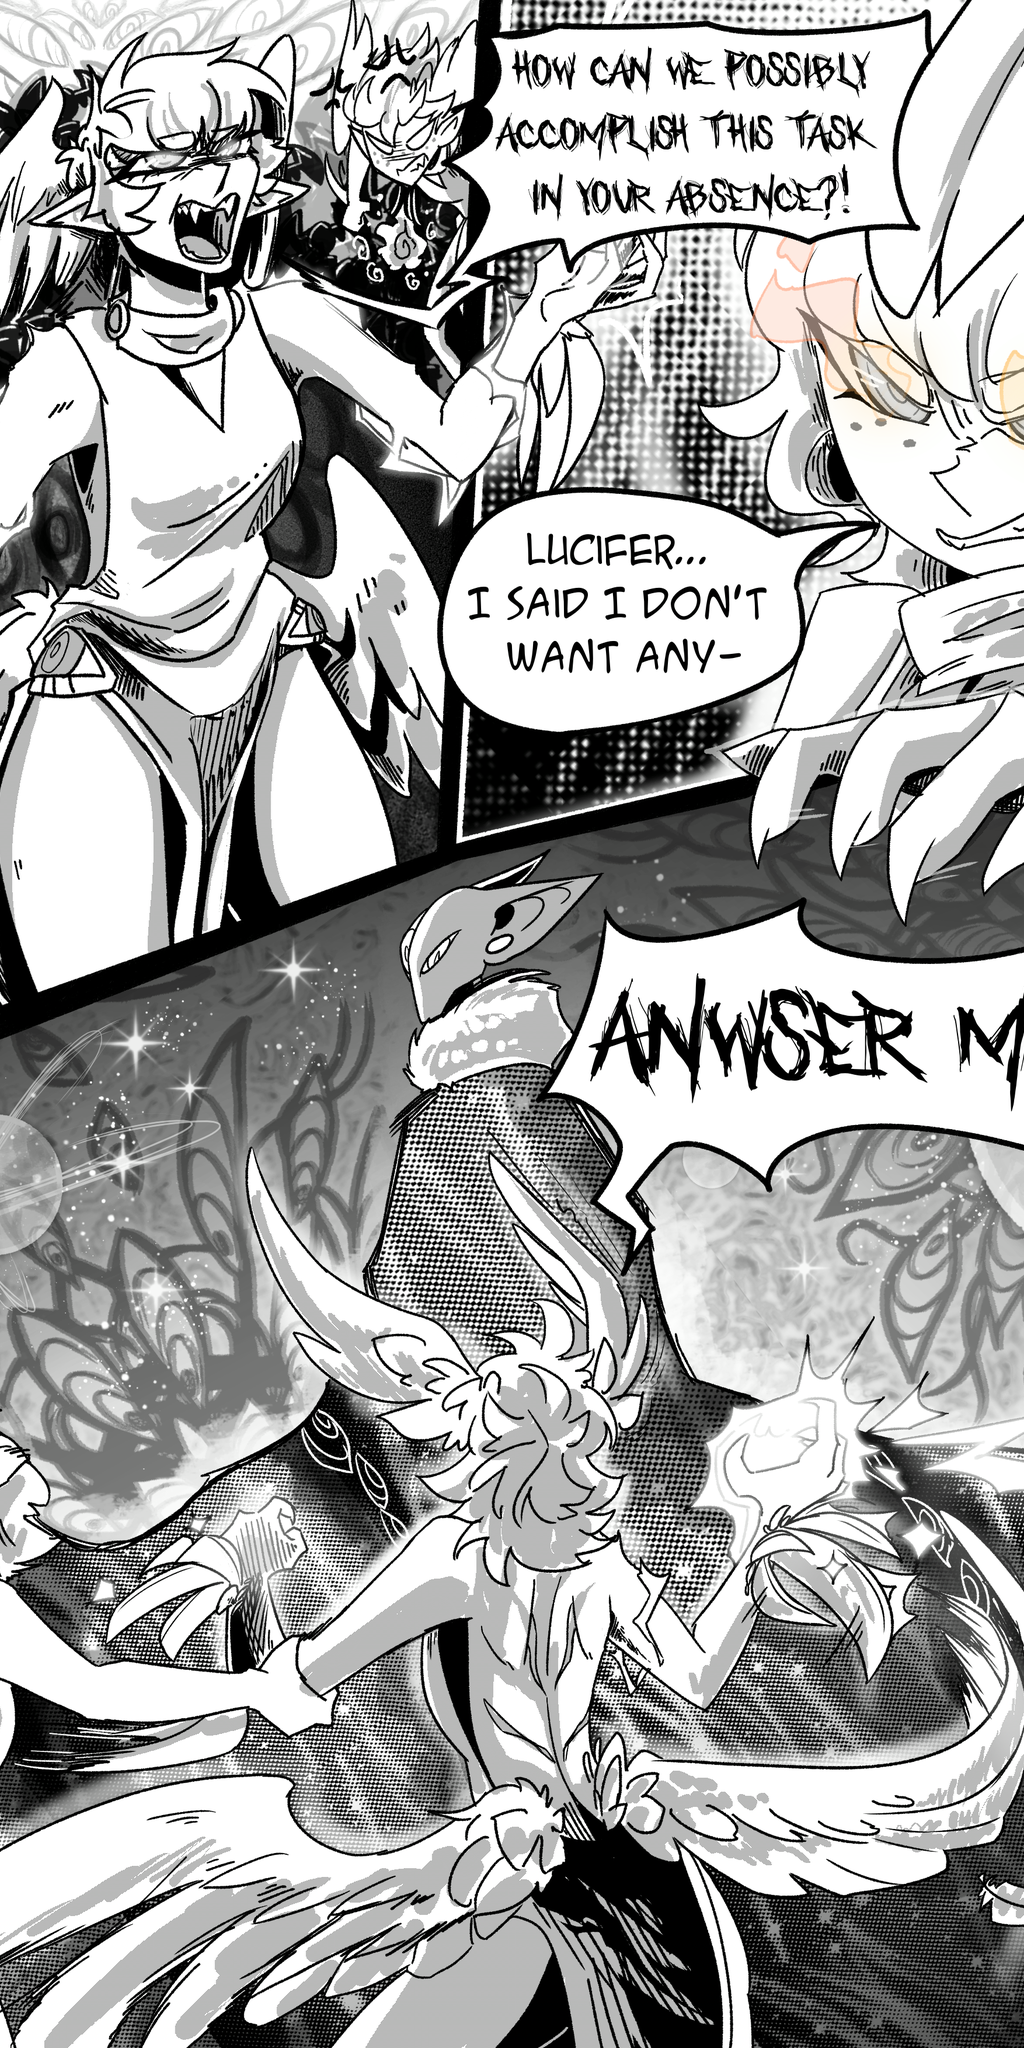 HOW CAN WE POSSIBLY
ACCOMPLISH THIS TASK
IN YOUR ABSENCE?!
LUCIFER...
I SAID I DON'T
WANT ANY-
ANWSER